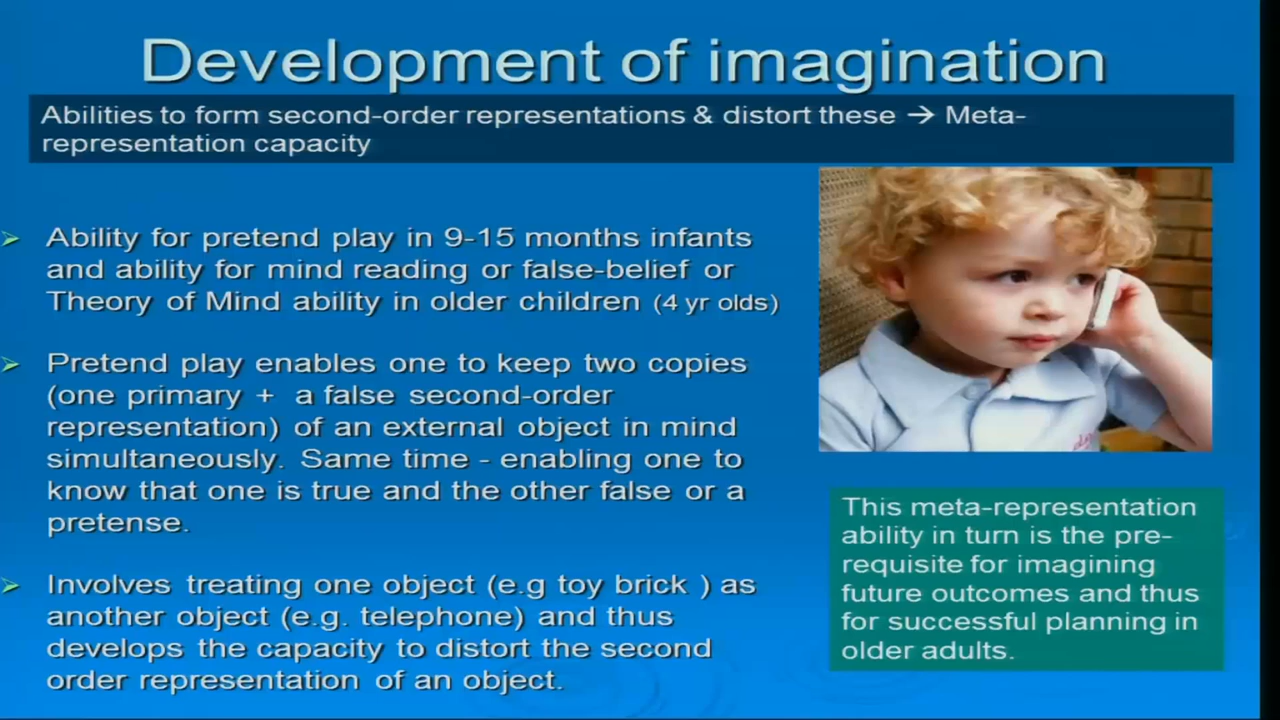 Development of imagination
Abilities to form second-order representations & distort these → Meta-
representation capacity
Ability for pretend play in 9-15 months infants
and ability for mind reading or false-belief or
Theory of Mind ability in older children (4 yr olds)
Pretend play enables one to keep two copies
(one primary + a false second-order
representation) of an external object in mind
simultaneously. Same time - enabling one to
know that one is true and the other false or a
pretense.
Involves treating one object (e.g toy brick ) as
another object (e.g. telephone) and thus
develops the capacity to distort the second
order representation of an object.
This meta-representation
ability in turn is the pre-
requisite for imagining
future outcomes and thus
for successful planning in
older adults.